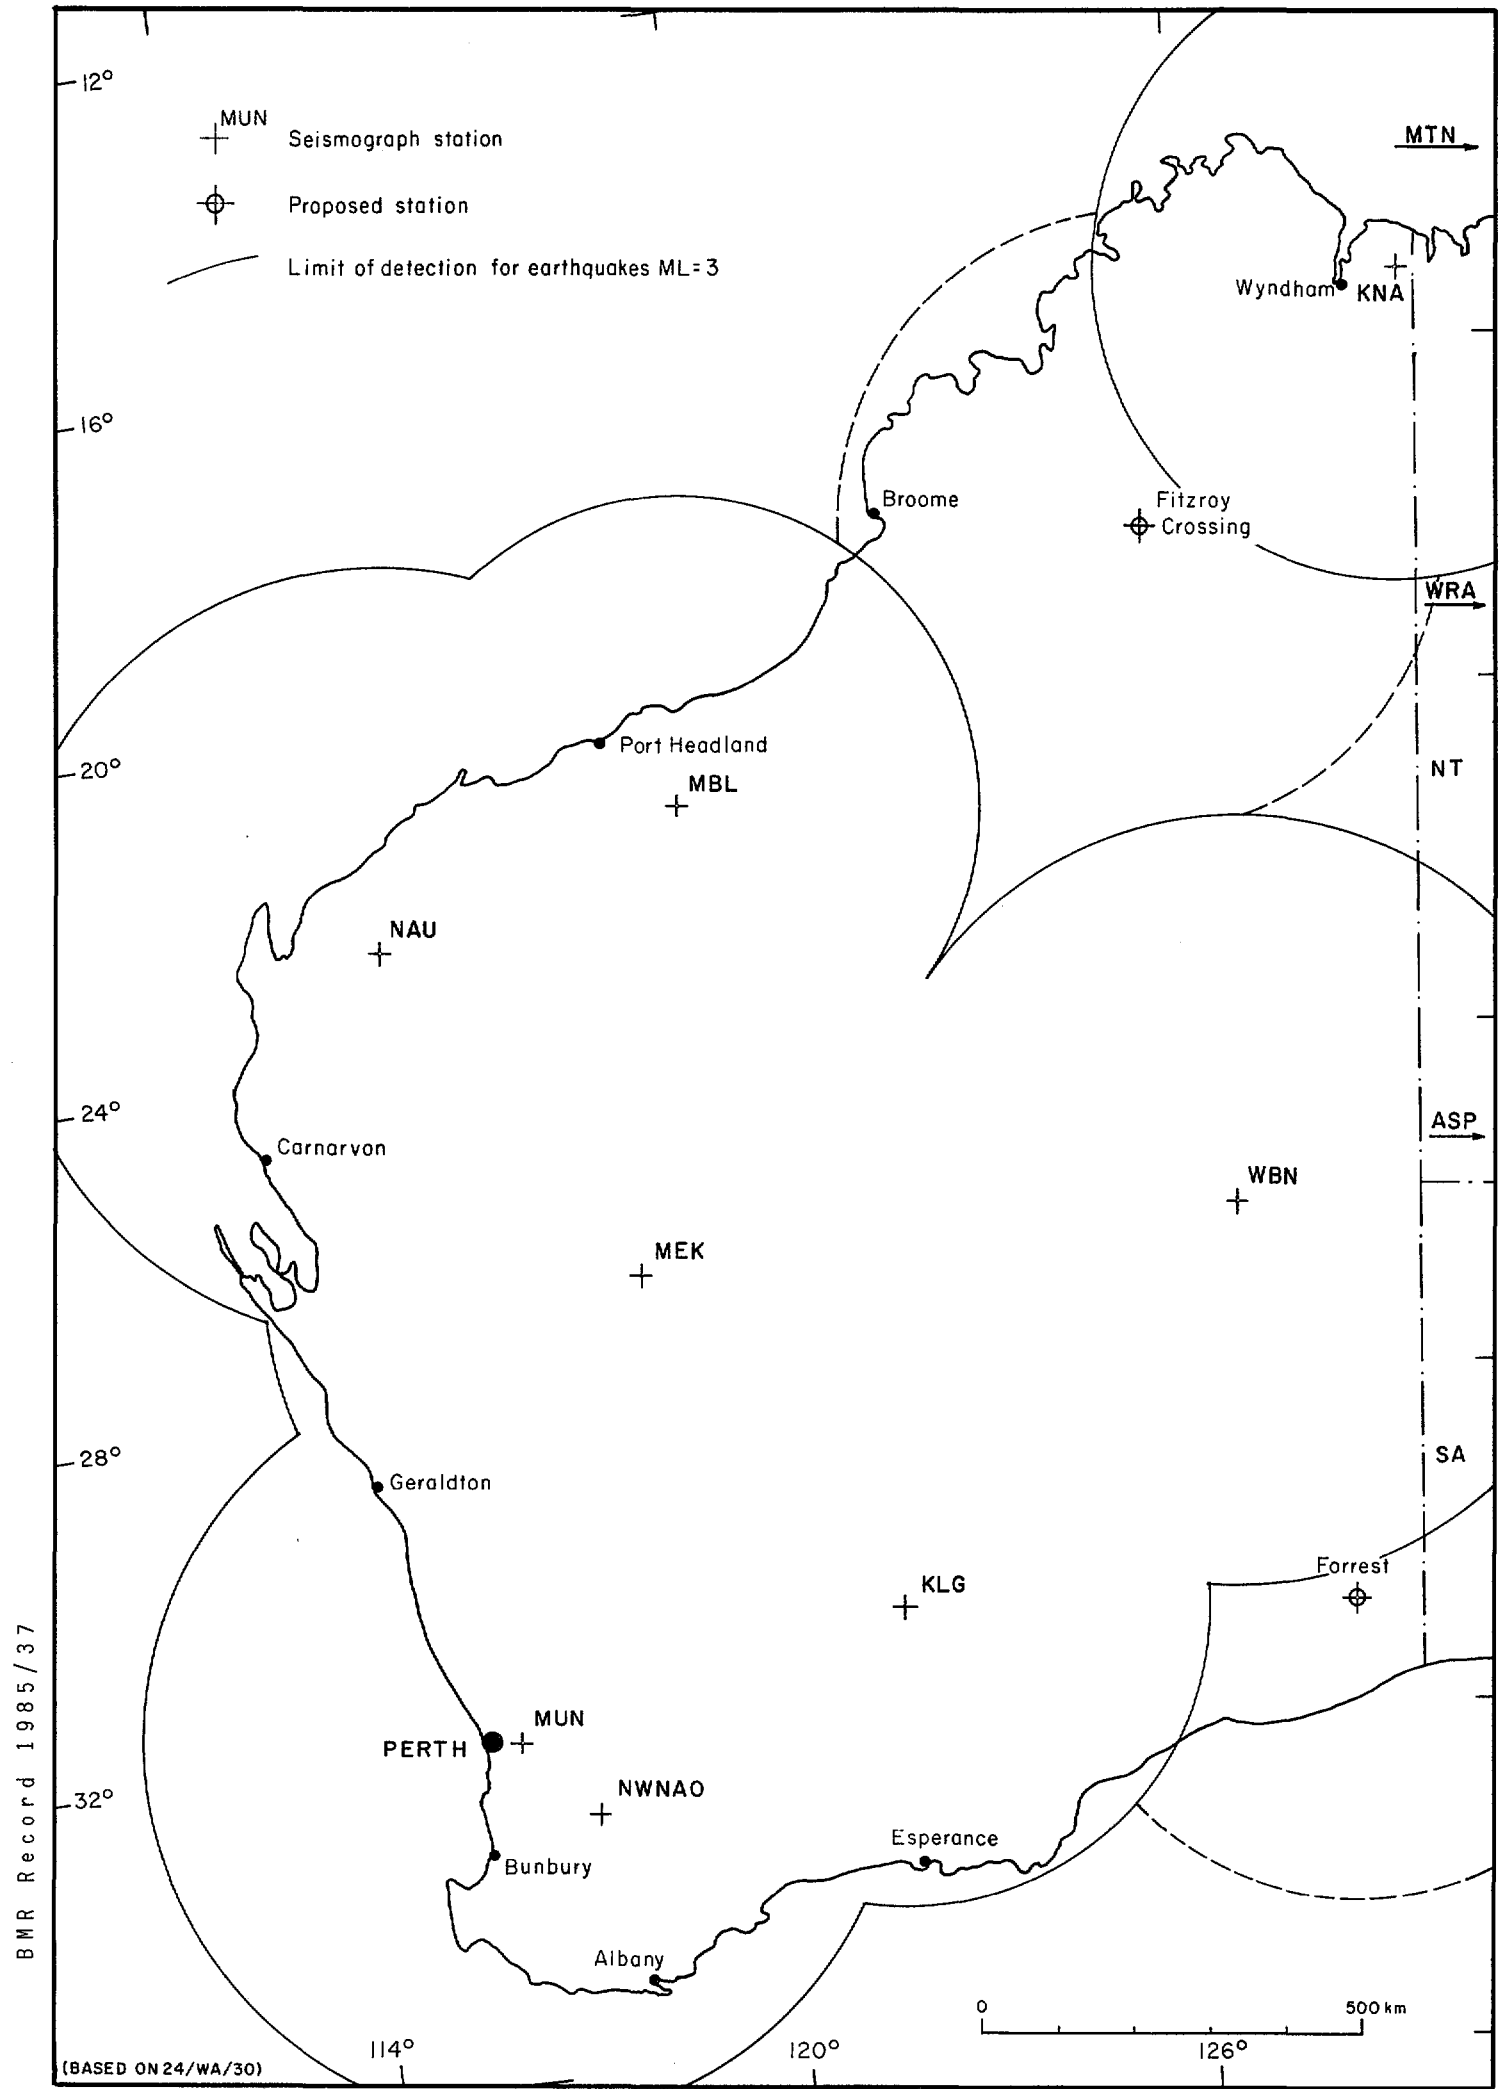 12°
MUN
Seismograph station
MTN
Proposed station
Limit of detection for earthquakes ML=3
Wyndham
KNA
16°
Broome
Fitzroy
Crossing
WRA
Port Headland
20°
NT
MBL
NAU
24°
ASP
Carnarvon
WBN
MEK
28°
SA
Geraldton
Forrest
KLG
MUN
PERTH
NWNAO
32°
Esperance
Bunbury
Albany
0
500 km
114°
120°
126°
(BASED ON 24/WA/30)
BMR Record 1985/37